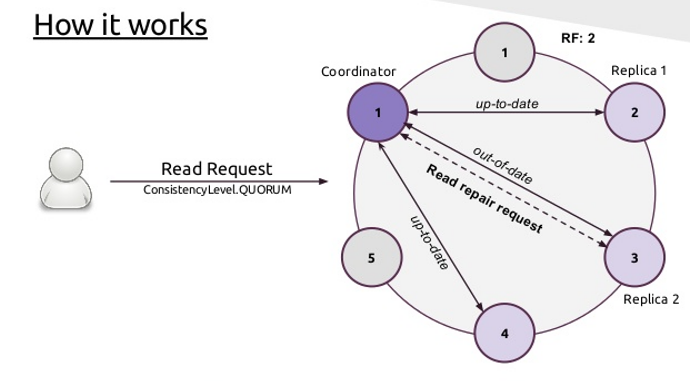 How it works
1
RF: 2
Coordinator
Replica 1
1
up-to-date
2
out-of-date
Read repair request
Read Request
ConsistencyLevel.QUORUM
up-to-date
5
3
Replica 2
4